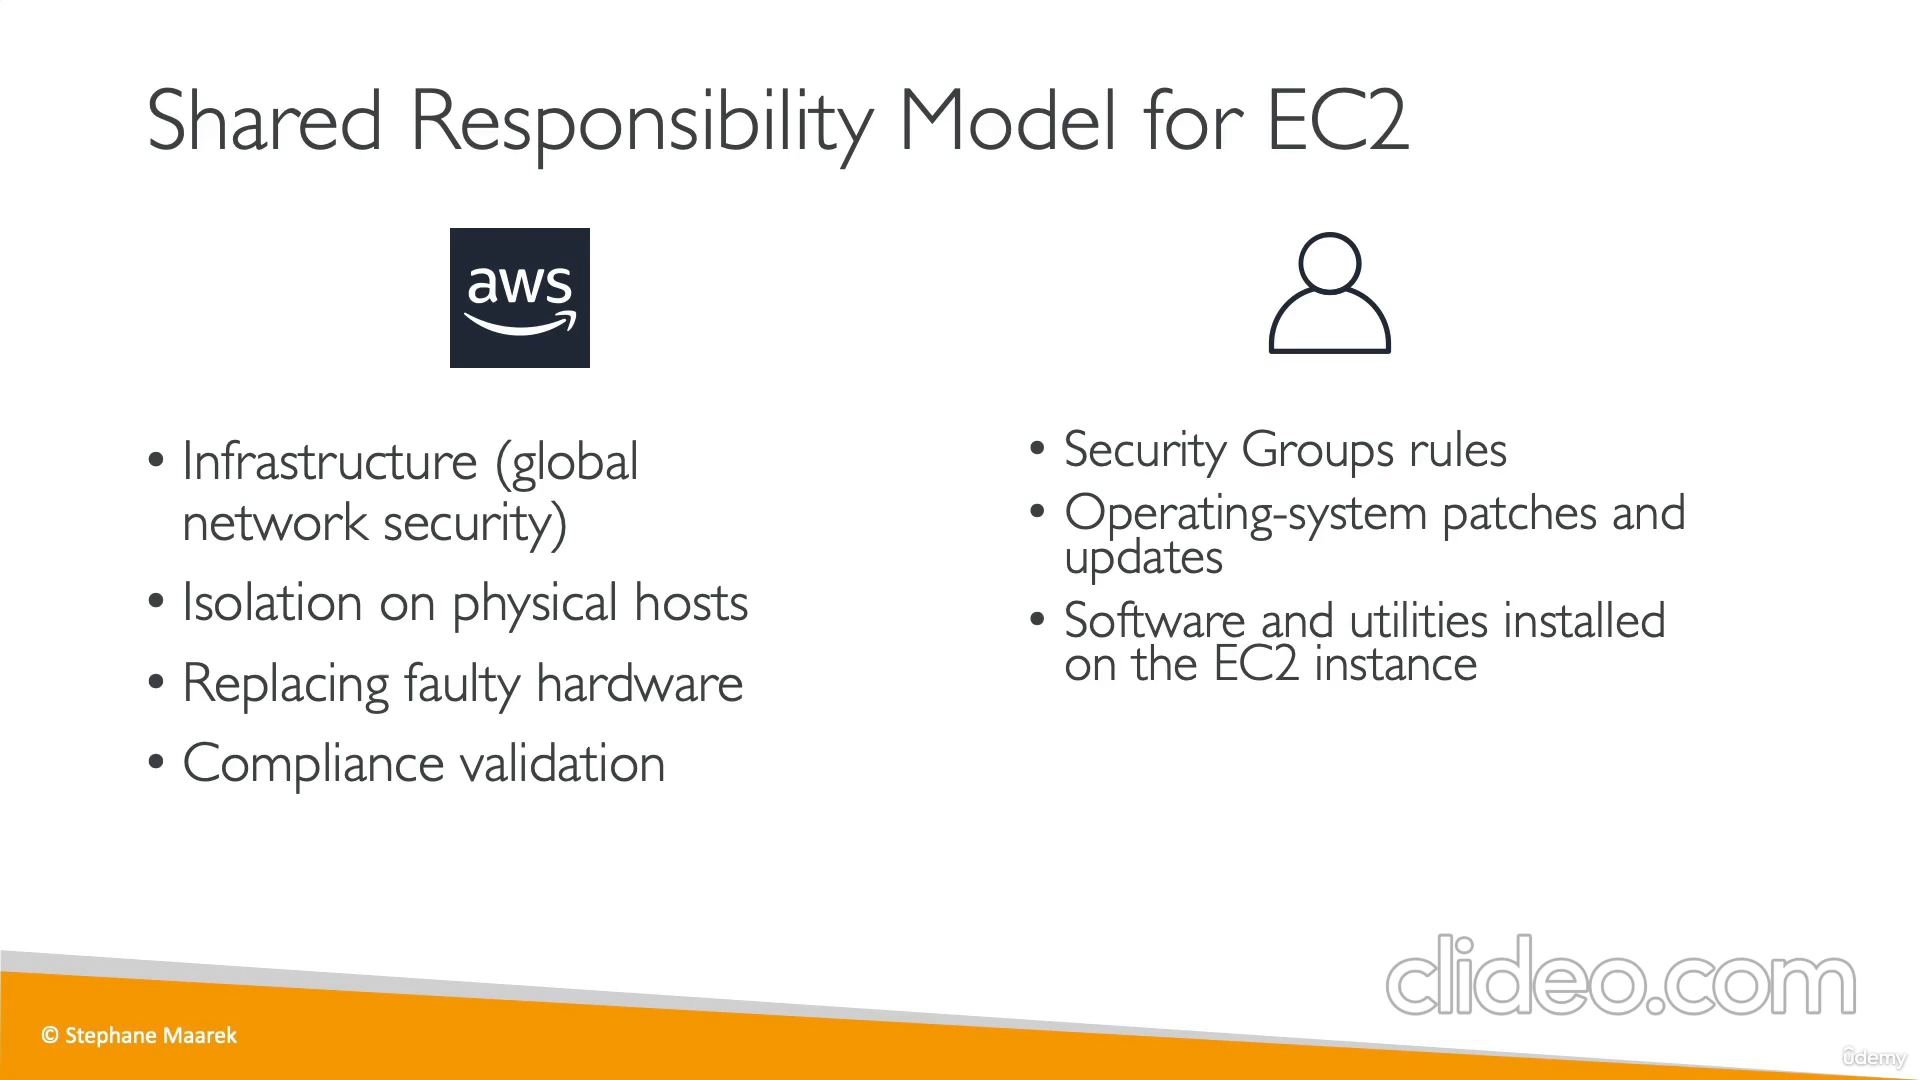 Shared Responsibility Model for EC2
aws
• Infrastructure (global
network security)
• Isolation on physical hosts
• Replacing faulty hardware
• Compliance validation
• Security Groups rules
• Operating-system patches and
updates
• Software and utilities installed
on the EC2 instance
clideo.com
© Stephane Maarek
ûdemy